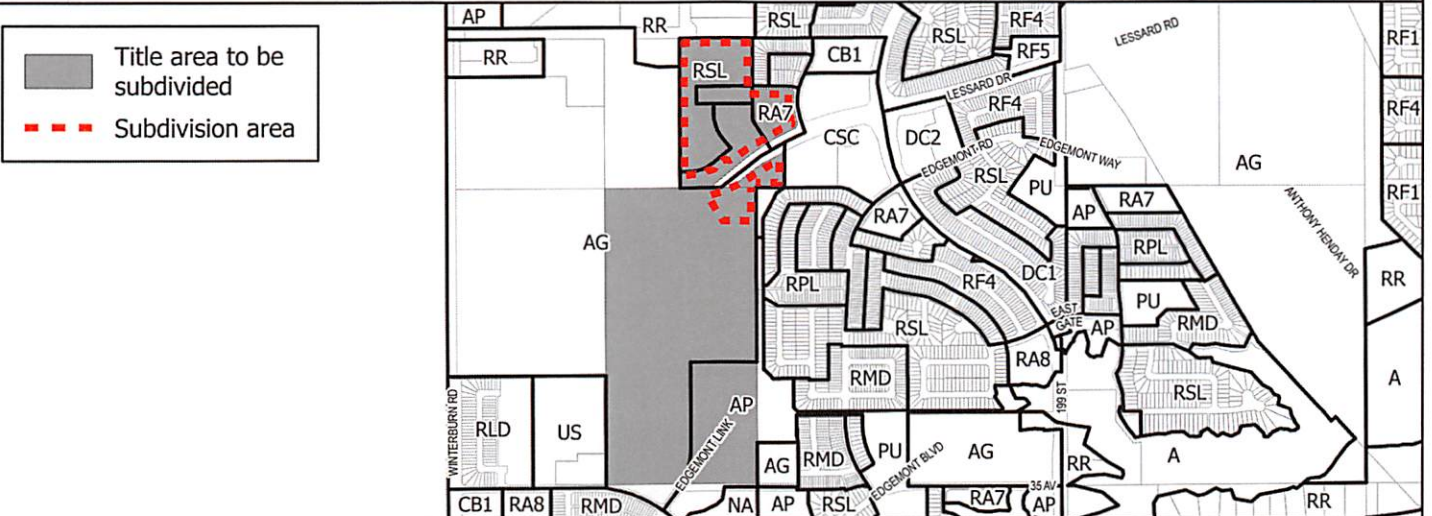 Title area to be
subdivided
Subdivision area
AP
RR
RSL
RSL
RF4
RF5
LESSARD RD
RF1
RR
RSL
CB1
LESSARD DR
RF4
RF4
RA7
CSC
DC2
EDGEMONT RD
EDGEMONT WAY
AG
RSL
PU
RF1
AP
RA7
ANTHONY HENDAY DR
RA7
AG
RPL
RPL
RF4
DC1
PU
RR
EAST
GATE
AP
RMD
RSL
RA8
RMD
199 ST
RSL
A
AP
WINTERBURN RD
RLD
US
EDGEMONT LINK
AG
RMD
PU
EDGEMONT BLVD
AG
RR
A
35 AV
CB1
RA8
RMD
NA
AP
RSL
RA7
AP
RR